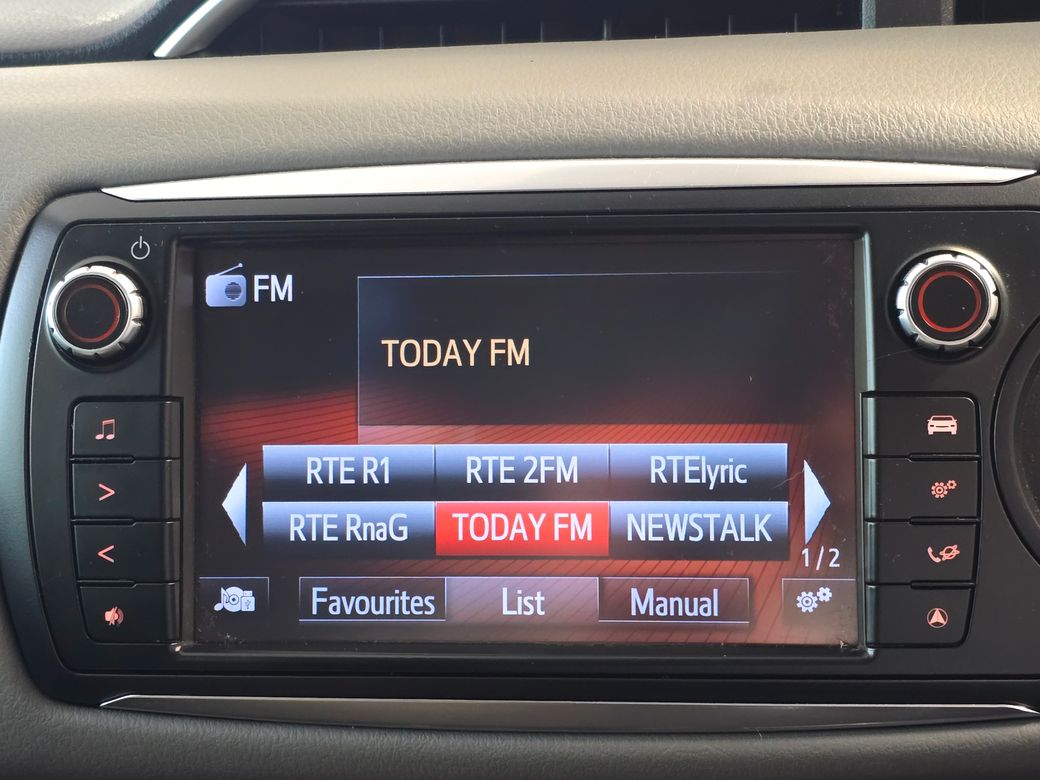 FM
TODAY FM
RTE R1 RTE 2FM RTElyric
RTE RnaG TODAY FM NEWSTALK
1/2
Favourites List Manual